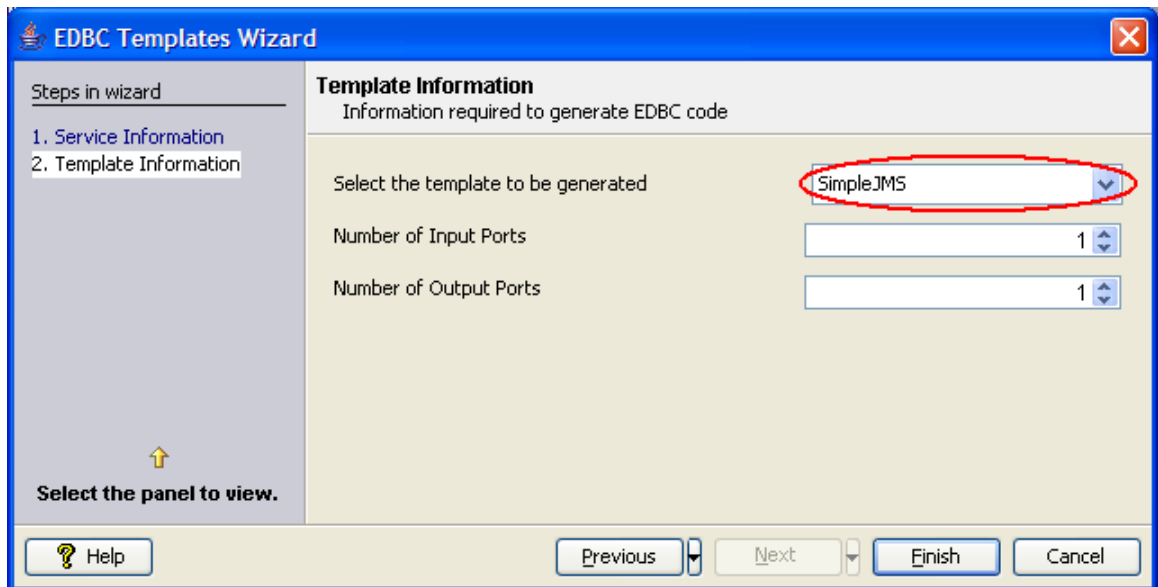 EDBC Templates Wizard
Steps in wizard
1. Service Information
2. Template Information
Select the panel to view.
Template Information
Information required to generate EDBC code
Select the template to be generated
SimpleJMS
Number of Input Ports
1
Number of Output Ports
1
Help
Previous
Next
Finish
Cancel